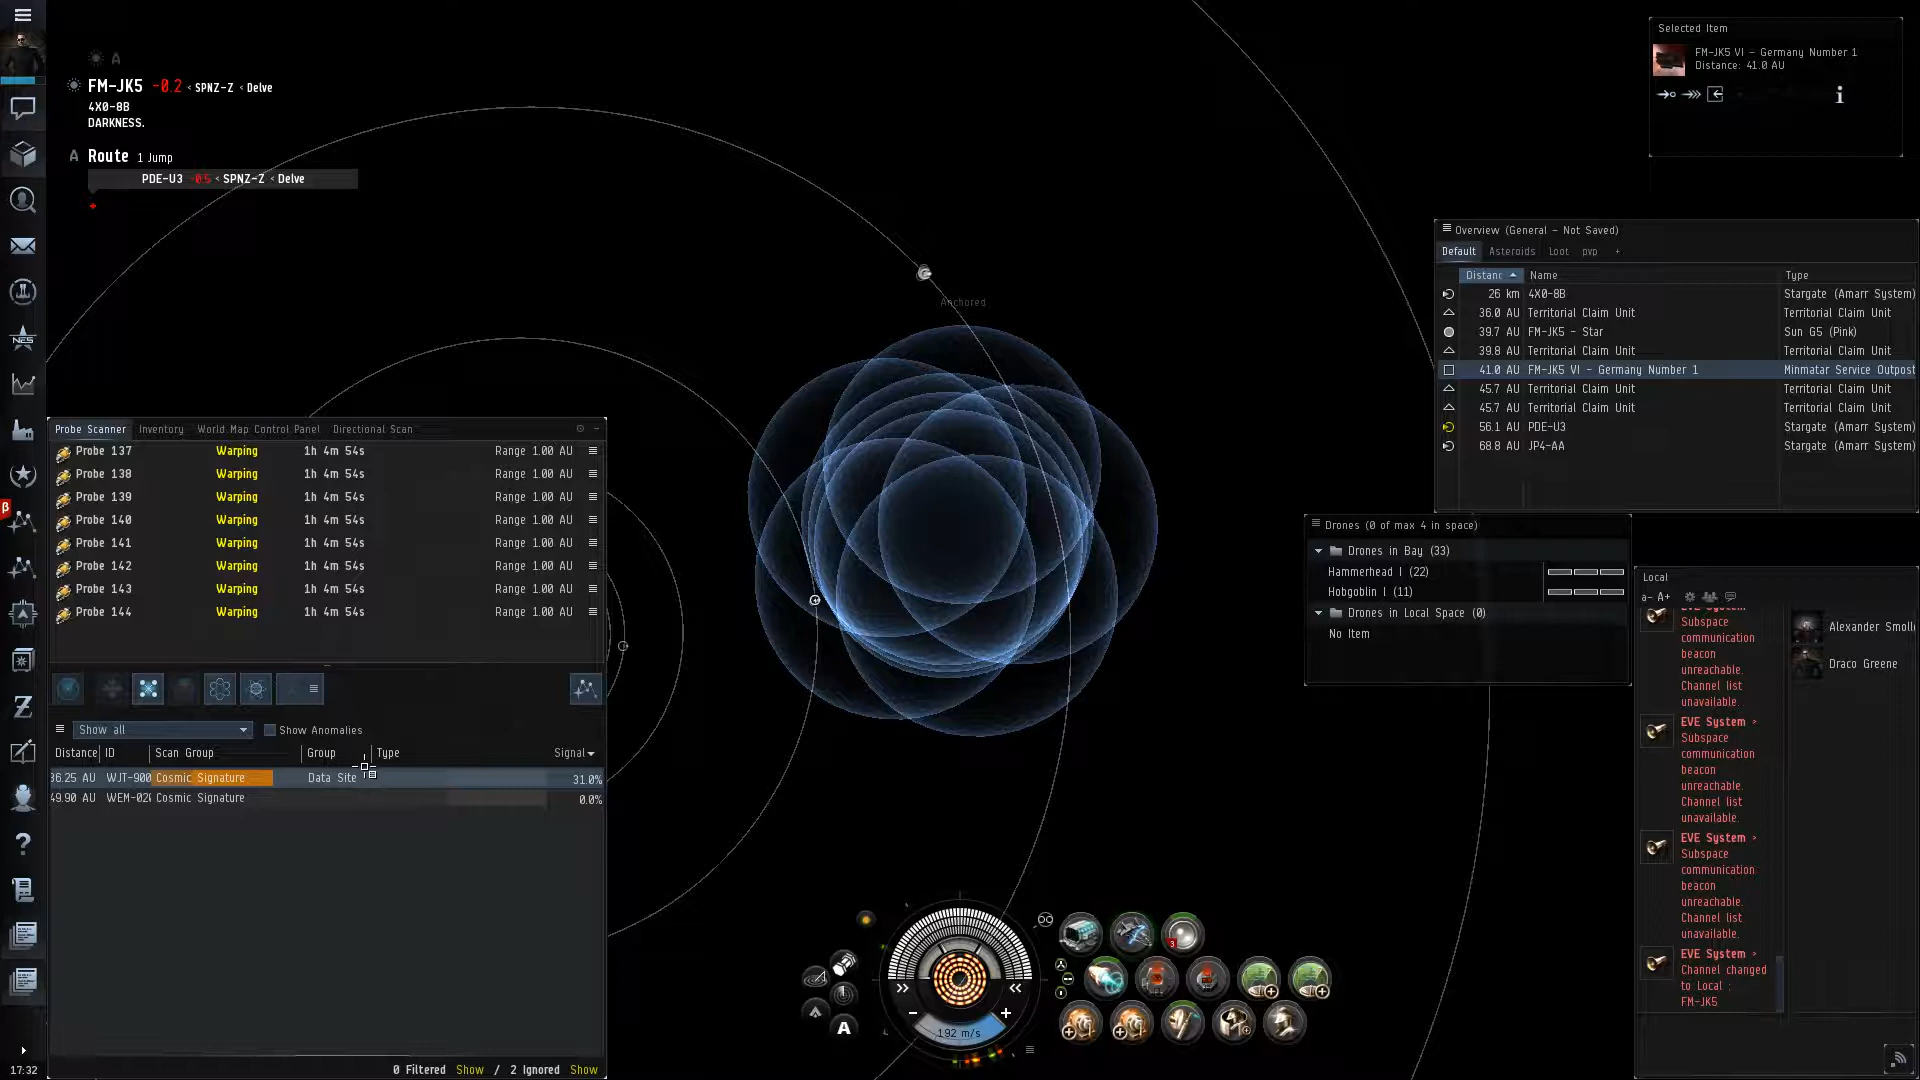 A
FM-JK5 -0.2 < SPNZ-Z < Delve
4X0-8B
DARKNESS.
A Route 1 Jump
PDE-U3 -0.5 < SPNZ-Z < Delve
Selected Item
FM-JK5 VI - Germany Number 1
Distance: 41.0 AU
Anchored
Overview (General - Not Saved)
Default Asteroids Loot pvp +
Distanc Name Type
26 km 4X0-8B Stargate (Amarr System)
36.0 AU Territorial Claim Unit Territorial Claim Unit
39.7 AU FM-JK5 - Star Sun G5 (Pink)
39.8 AU Territorial Claim Unit Territorial Claim Unit
41.0 AU FM-JK5 VI - Germany Number 1 Minmatar Service Outpost
45.7 AU Territorial Claim Unit Territorial Claim Unit
45.7 AU Territorial Claim Unit Territorial Claim Unit
56.1 AU PDE-U3 Stargate (Amarr System)
68.8 AU JP4-AA Stargate (Amarr System)
Probe Scanner Inventory World Map Control Panel Directional Scan
Probe 137 Warping 1h 4m 54s Range 1.00 AU
Probe 138 Warping 1h 4m 54s Range 1.00 AU
Probe 139 Warping 1h 4m 54s Range 1.00 AU
Probe 140 Warping 1h 4m 54s Range 1.00 AU
Probe 141 Warping 1h 4m 54s Range 1.00 AU
Probe 142 Warping 1h 4m 54s Range 1.00 AU
Probe 143 Warping 1h 4m 54s Range 1.00 AU
Probe 144 Warping 1h 4m 54s Range 1.00 AU
Show all Show Anomalies
Distance ID Scan Group Group Type Signal
36.25 AU WJT-900 Cosmic Signature Data Site 31.0%
49.90 AU WEM-02 Cosmic Signature 0.0%
0 Filtered Show / 2 Ignored Show
Drones (0 of max 4 in space)
Drones in Bay (33)
Hammerhead I (22)
Hobgoblin I (11)
Drones in Local Space (0)
No Item
Local
a- A+
EVE System >
Subspace
communication
beacon
unreachable.
Channel list
unavailable.
EVE System >
Subspace
communication
beacon
unreachable.
Channel list
unavailable.
EVE System >
Subspace
communication
beacon
unreachable.
Channel list
unavailable.
EVE System >
Channel changed
to Local :
FM-JK5
Alexander Smoll
Draco Greene
NES
β
Z
?
17:32
3
A
- +
192 m/s